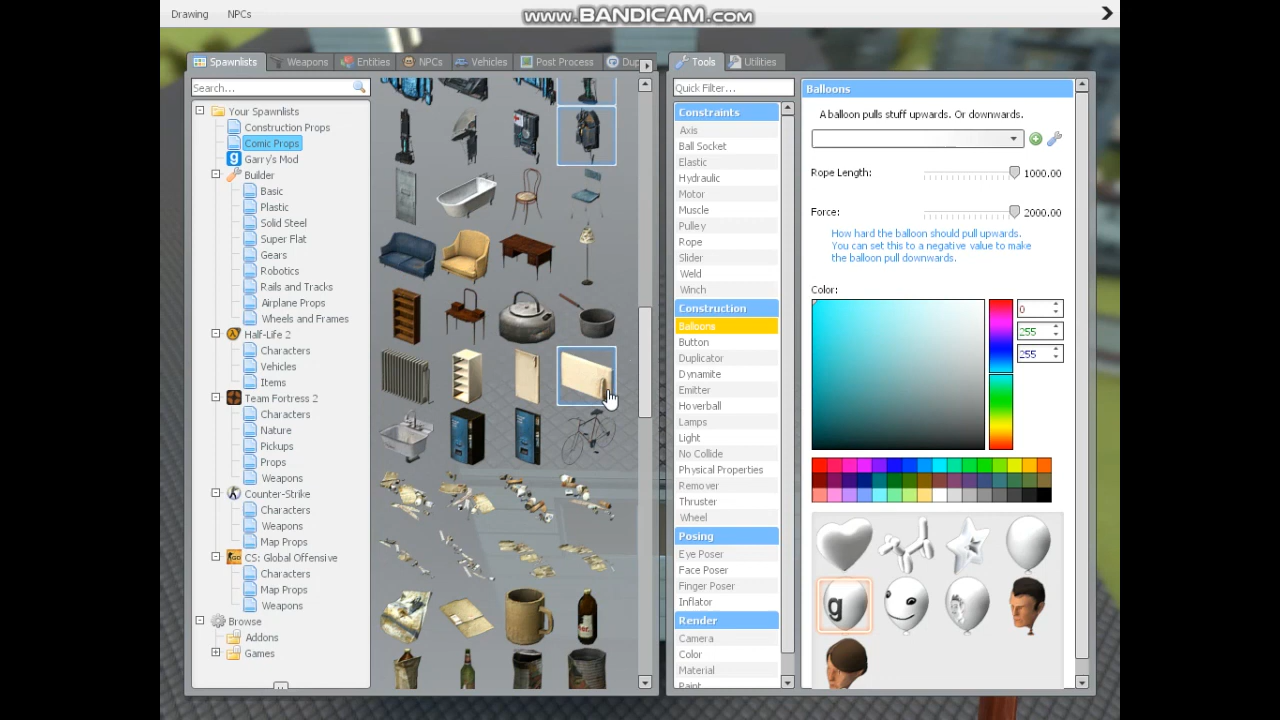 Drawing NPCs
www.BANDICAM.com
Spawnlists Weapons Entities NPCs Vehicles Post Process Dup
Tools Utilities
Search...
Your Spawnlists
Construction Props
Comic Props
Garry's Mod
Builder
Basic
Plastic
Solid Steel
Super Flat
Gears
Robotics
Rails and Tracks
Airplane Props
Wheels and Frames
Half-Life 2
Characters
Vehicles
Items
Team Fortress 2
Characters
Nature
Pickups
Props
Weapons
Counter-Strike
Characters
Weapons
Map Props
CS: Global Offensive
Characters
Map Props
Weapons
Browse
Addons
Games
Quick Filter...
Constraints
Axis
Ball Socket
Elastic
Hydraulic
Motor
Muscle
Pulley
Rope
Slider
Weld
Winch
Construction
Balloons
Button
Duplicator
Dynamite
Emitter
Hoverball
Lamps
Light
No Collide
Physical Properties
Remover
Thruster
Wheel
Posing
Eye Poser
Face Poser
Finger Poser
Inflator
Render
Camera
Color
Material
Paint
Balloons
A balloon pulls stuff upwards. Or downwards.
Rope Length: 1000.00
Force: 2000.00
How hard the balloon should pull upwards.
You can set this to a negative value to make
the balloon pull downwards.
Color:
0
255
255
g